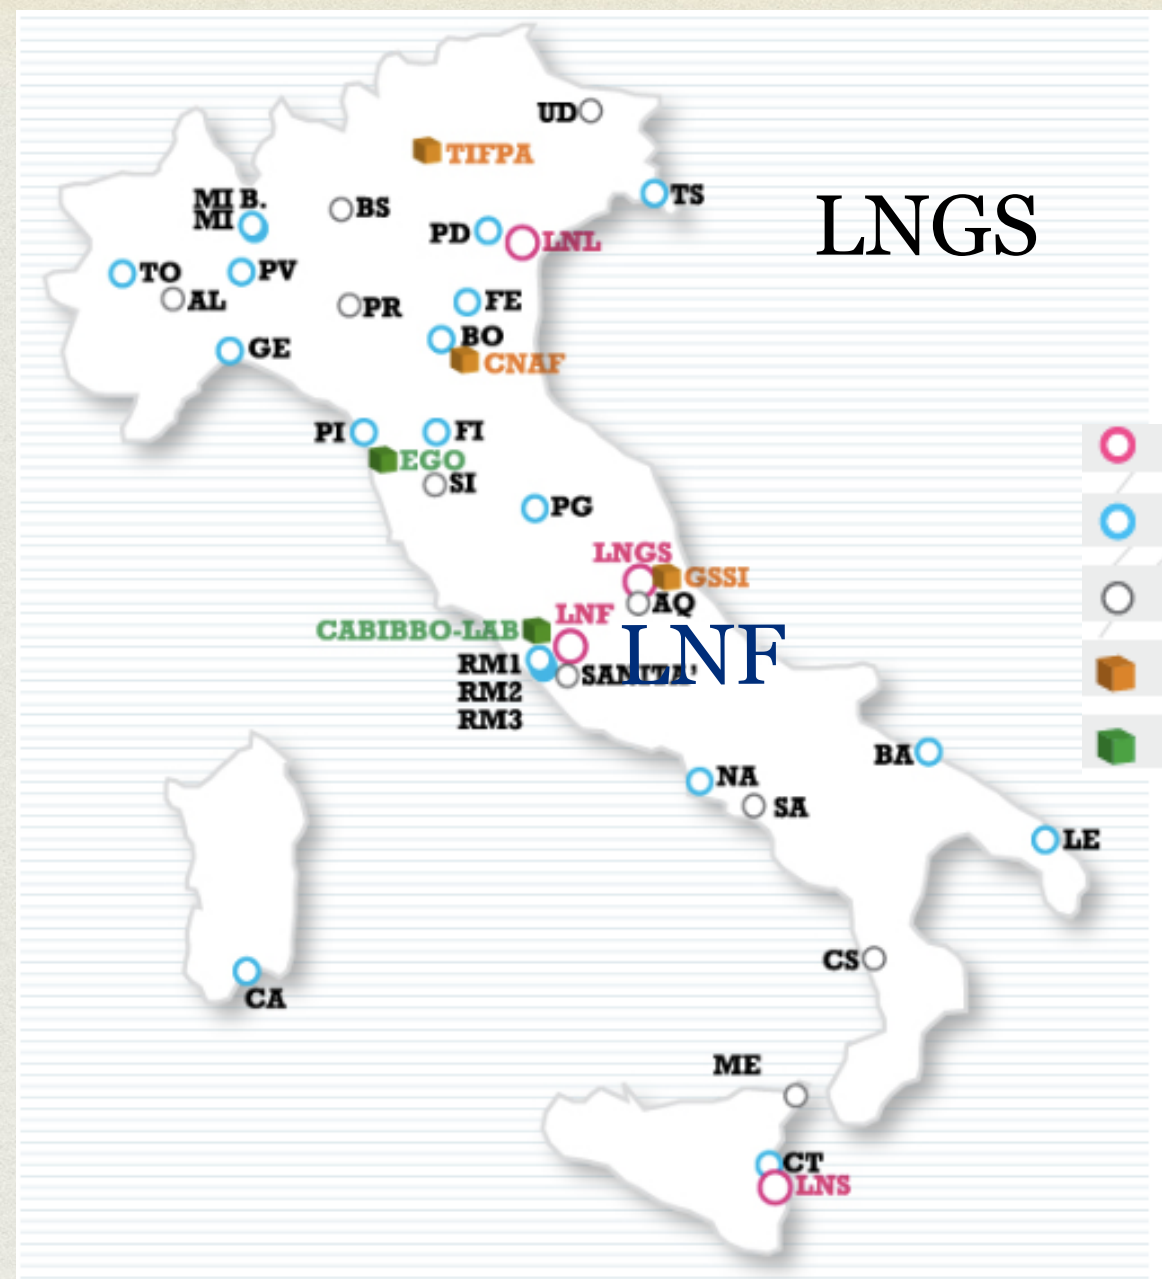 UD
TIFPA
MI B.
MI
BS
TS
PD
LNL
LNGS
TO
PV
AL
PR
FE
BO
CNAF
GE
PI
FI
EGO
SI
PG
LNGS
GSSI
AQ
LNF
CABIBBO-LAB
LNF
RM1
SANITA'
RM2
RM3
BA
NA
SA
LE
CS
CA
ME
CT
LNS